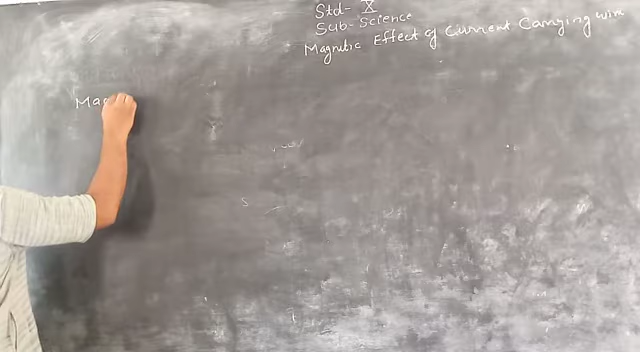 Std- X
Sub- Science
Magnetic Effect of Current Carrying wire
Mag